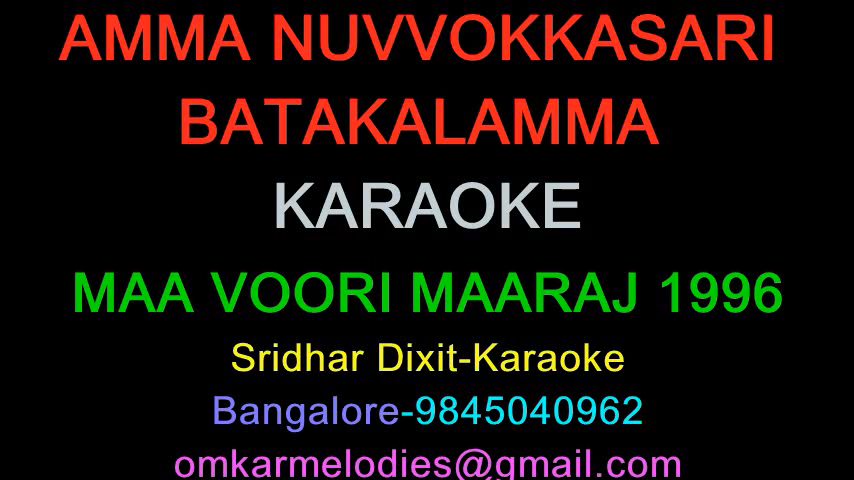 AMMA NUVVOKKASARI
BATAKALAMMA
KARAOKE
MAA VOORI MAARAJ 1996
Sridhar Dixit-Karaoke
Bangalore-9845040962
omkarmelodies@gmail.com